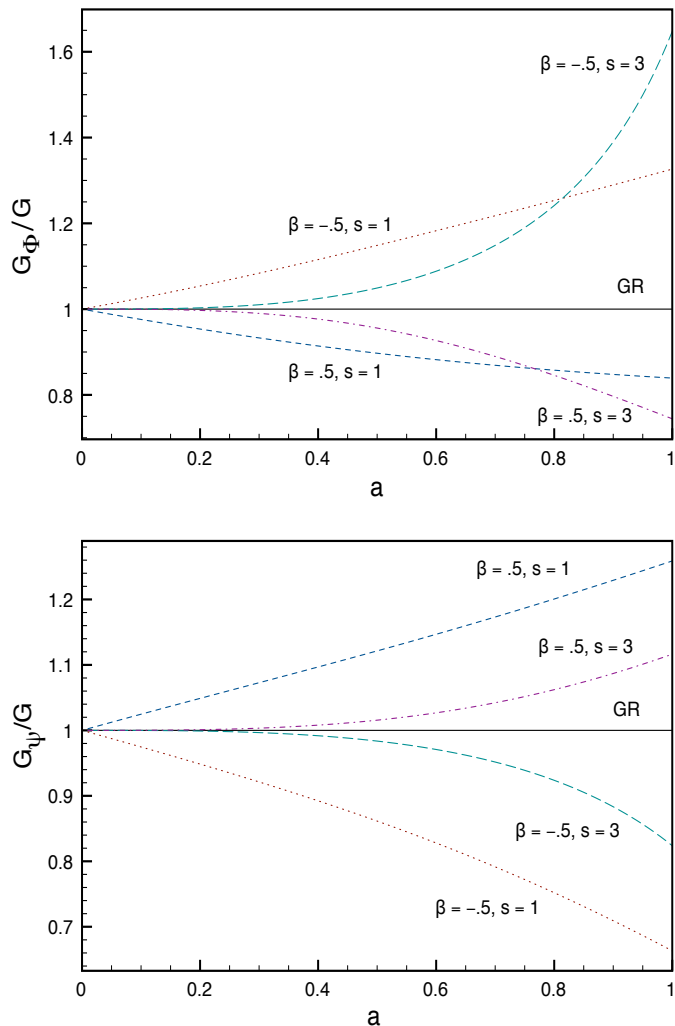 1.6
β = −.5, s = 3
1.4
G_Φ/G
1.2
β = −.5, s = 1
GR
1
β = .5, s = 1
0.8
β = .5, s = 3
0 0.2 0.4 0.6 0.8 1
a
1.2
β = .5, s = 1
1.1
β = .5, s = 3
GR
1
G_ψ/G
0.9
β = −.5, s = 3
0.8
β = −.5, s = 1
0.7
0 0.2 0.4 0.6 0.8 1
a